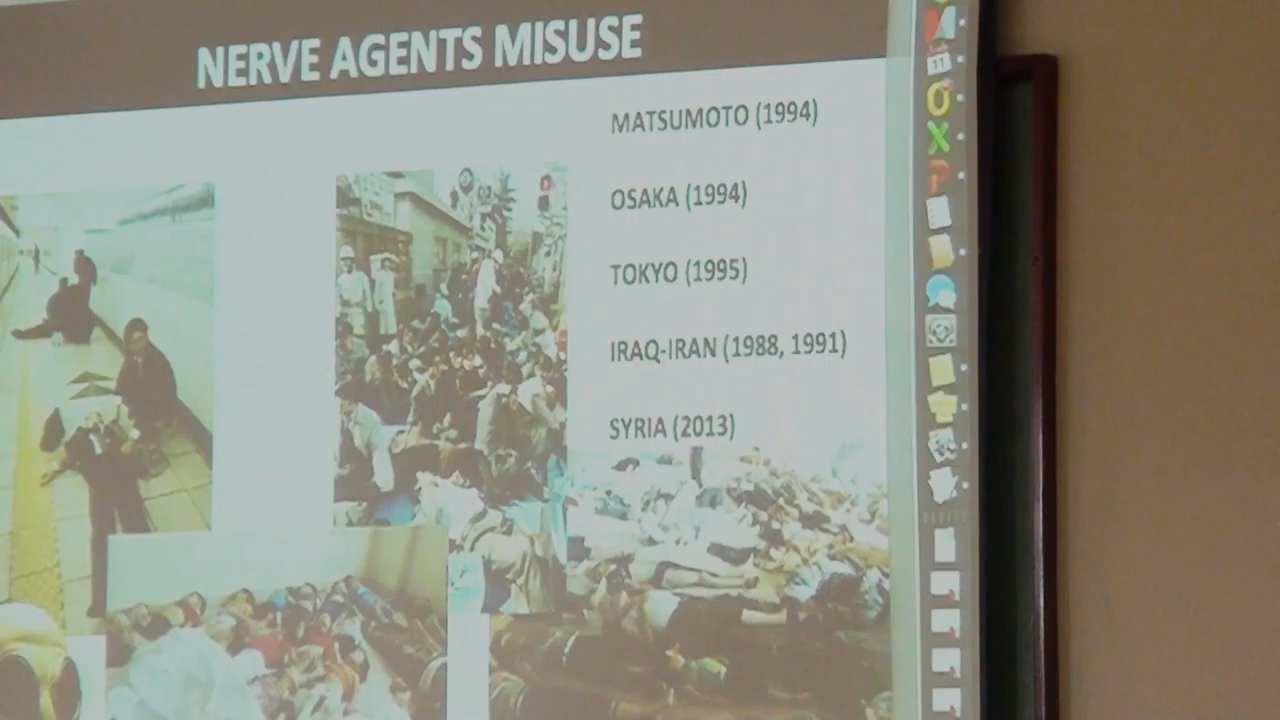 NERVE AGENTS MISUSE
MATSUMOTO (1994)
OSAKA (1994)
TOKYO (1995)
IRAQ-IRAN (1988, 1991)
SYRIA (2013)